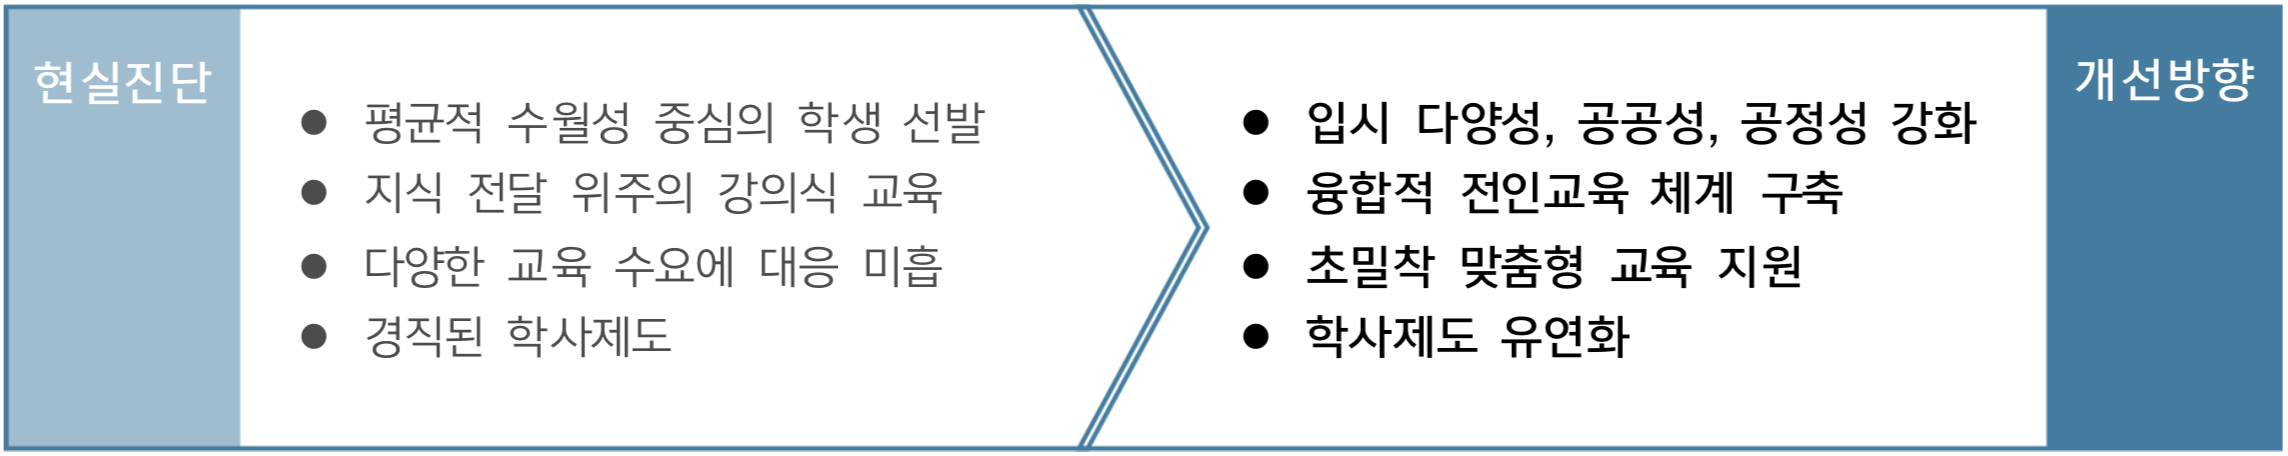 현실진단
● 평균적 수월성 중심의 학생 선발
● 지식 전달 위주의 강의식 교육
● 다양한 교육 수요에 대응 미흡
● 경직된 학사제도
● 입시 다양성, 공공성, 공정성 강화
● 융합적 전인교육 체계 구축
● 초밀착 맞춤형 교육 지원
● 학사제도 유연화
개선방향